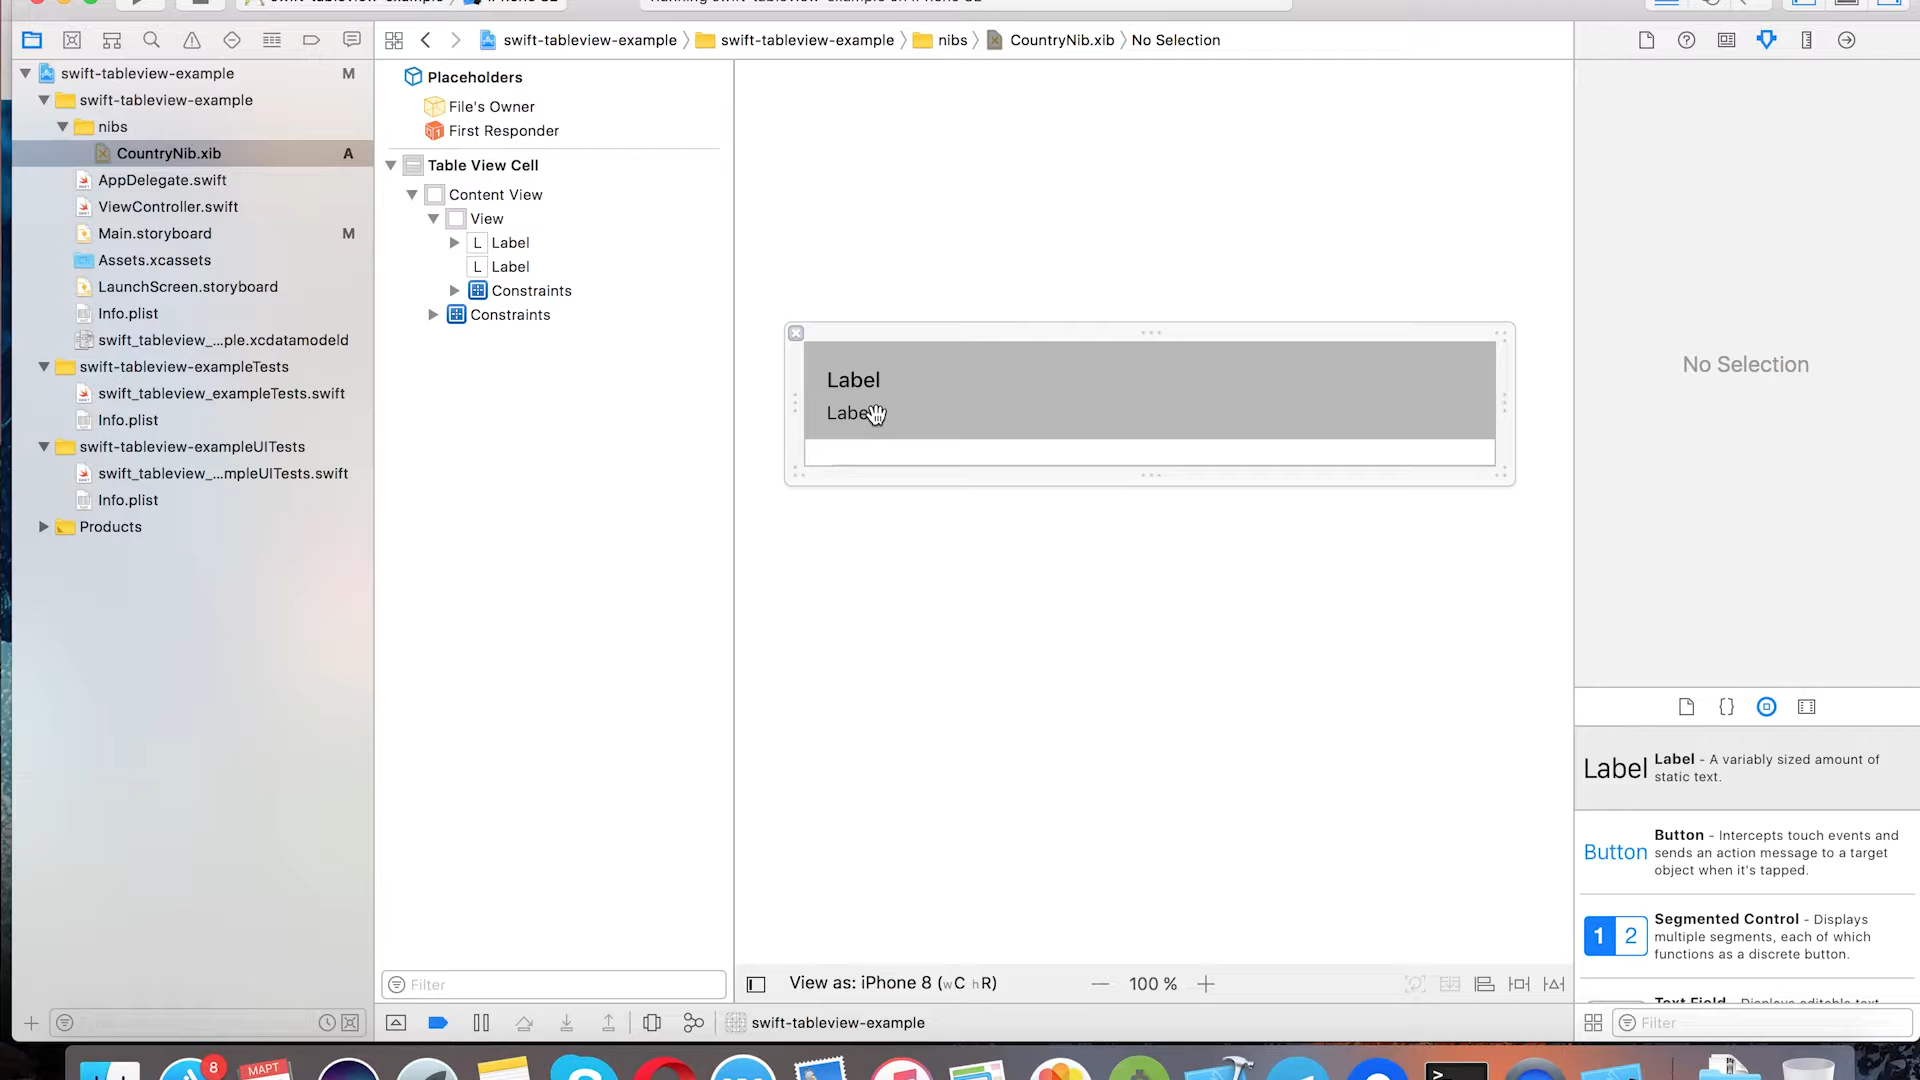 swift-tableview-example
swift-tableview-example
nibs
CountryNib.xib
No Selection
swift-tableview-example
M
swift-tableview-example
nibs
CountryNib.xib
A
AppDelegate.swift
ViewController.swift
Main.storyboard
M
Assets.xcassets
LaunchScreen.storyboard
Info.plist
swift_tableview_...ple.xcdatamodeld
swift-tableview-exampleTests
swift_tableview_exampleTests.swift
Info.plist
swift-tableview-exampleUITests
swift_tableview_...mpleUITests.swift
Info.plist
Products
Placeholders
File's Owner
First Responder
Table View Cell
Content View
View
L Label
L Label
Constraints
Constraints
Label
Label
No Selection
Label
Label - A variably sized amount of
static text.
Button
Button - Intercepts touch events and
sends an action message to a target
object when it's tapped.
1 2
Segmented Control - Displays
multiple segments, each of which
functions as a discrete button.
Filter
View as: iPhone 8 (wC hR)
100 %
swift-tableview-example
Filter
8
МАРТ